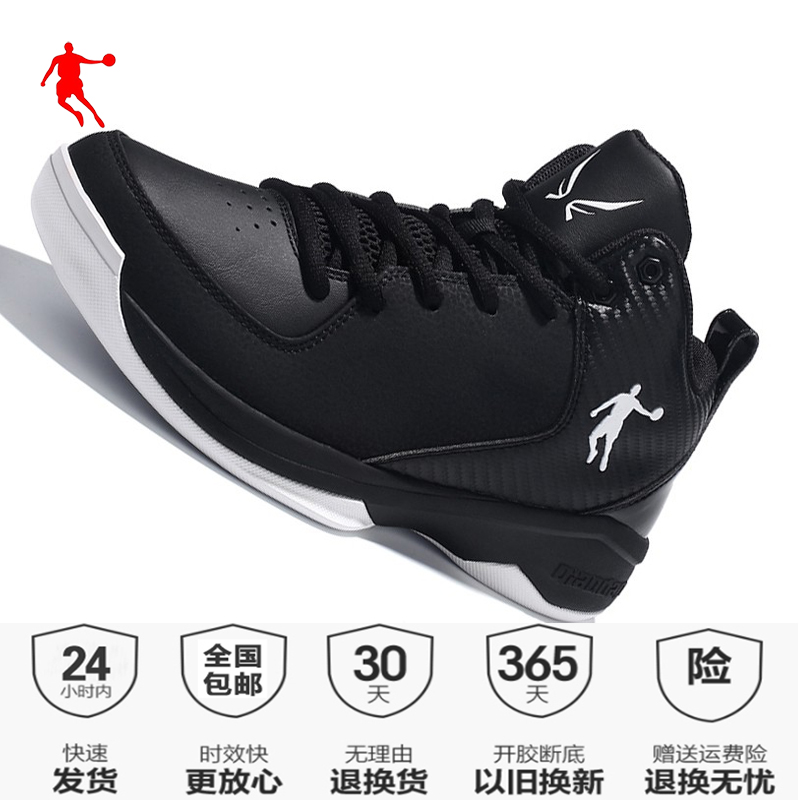 24
小时内
全国
包邮
30
天
365
天
险
快速
发货
时效快
更放心
无理由
退换货
开胶断底
以旧换新
赠送运费险
退换无忧